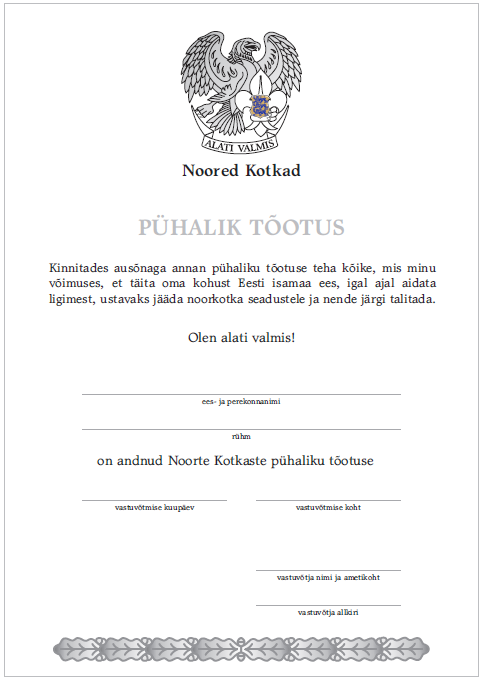 ALATI VALMIS
Noored Kotkad
PÜHALIK TÕOTUS
Kinnitades ausõnaga annan pühaliku tõotuse teha kõike, mis minu
võimuses, et täita oma kohust Eesti isamaa ees, igal ajal aidata
ligimest, ustavaks jääda noorkotka seadustele ja nende järgi talitada.
Olen alati valmis!
ees- ja perekonnanimi
rühm
on andnud Noorte Kotkaste pühaliku tõotuse
vastuvõtmise kuupäev
vastuvõtmise koht
vastuvõtja nimi ja ametikoht
vastuvõtja allkiri